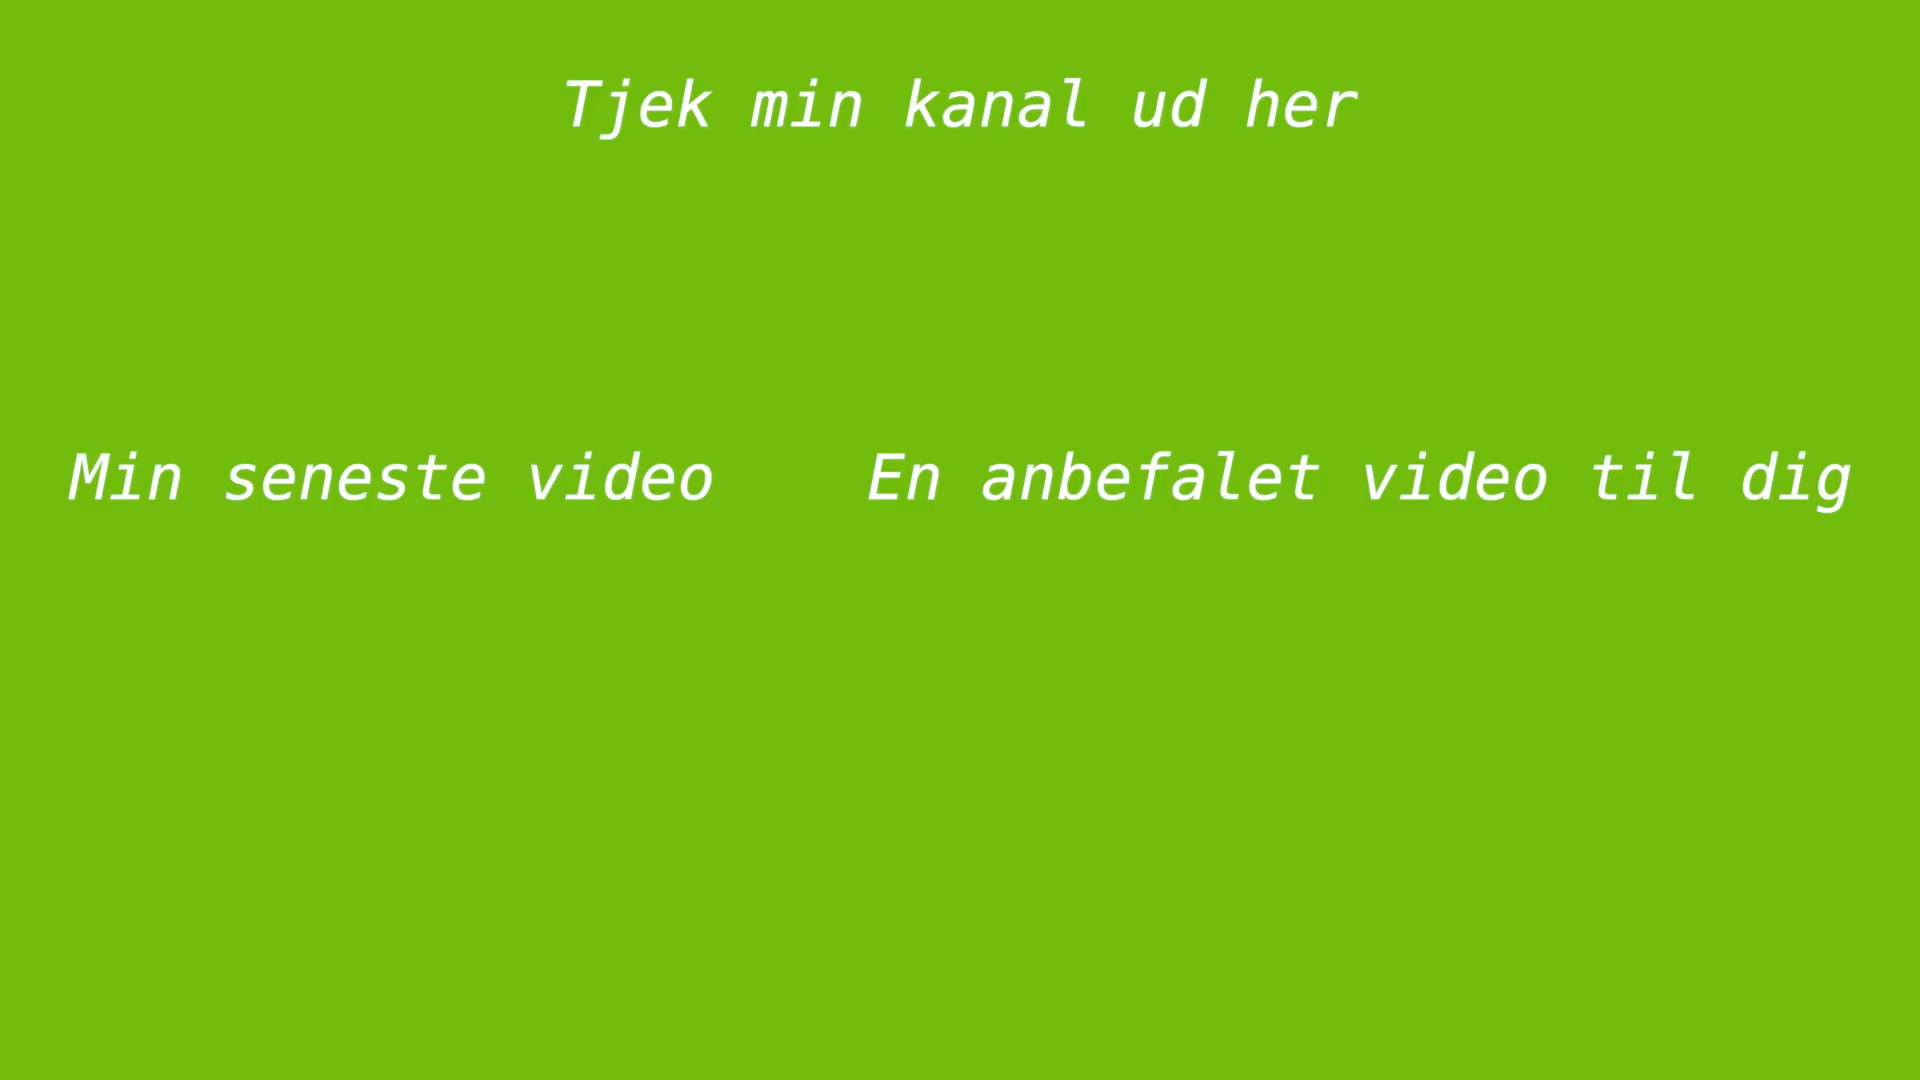 Tjek min kanal ud her
Min seneste video
En anbefalet video til dig